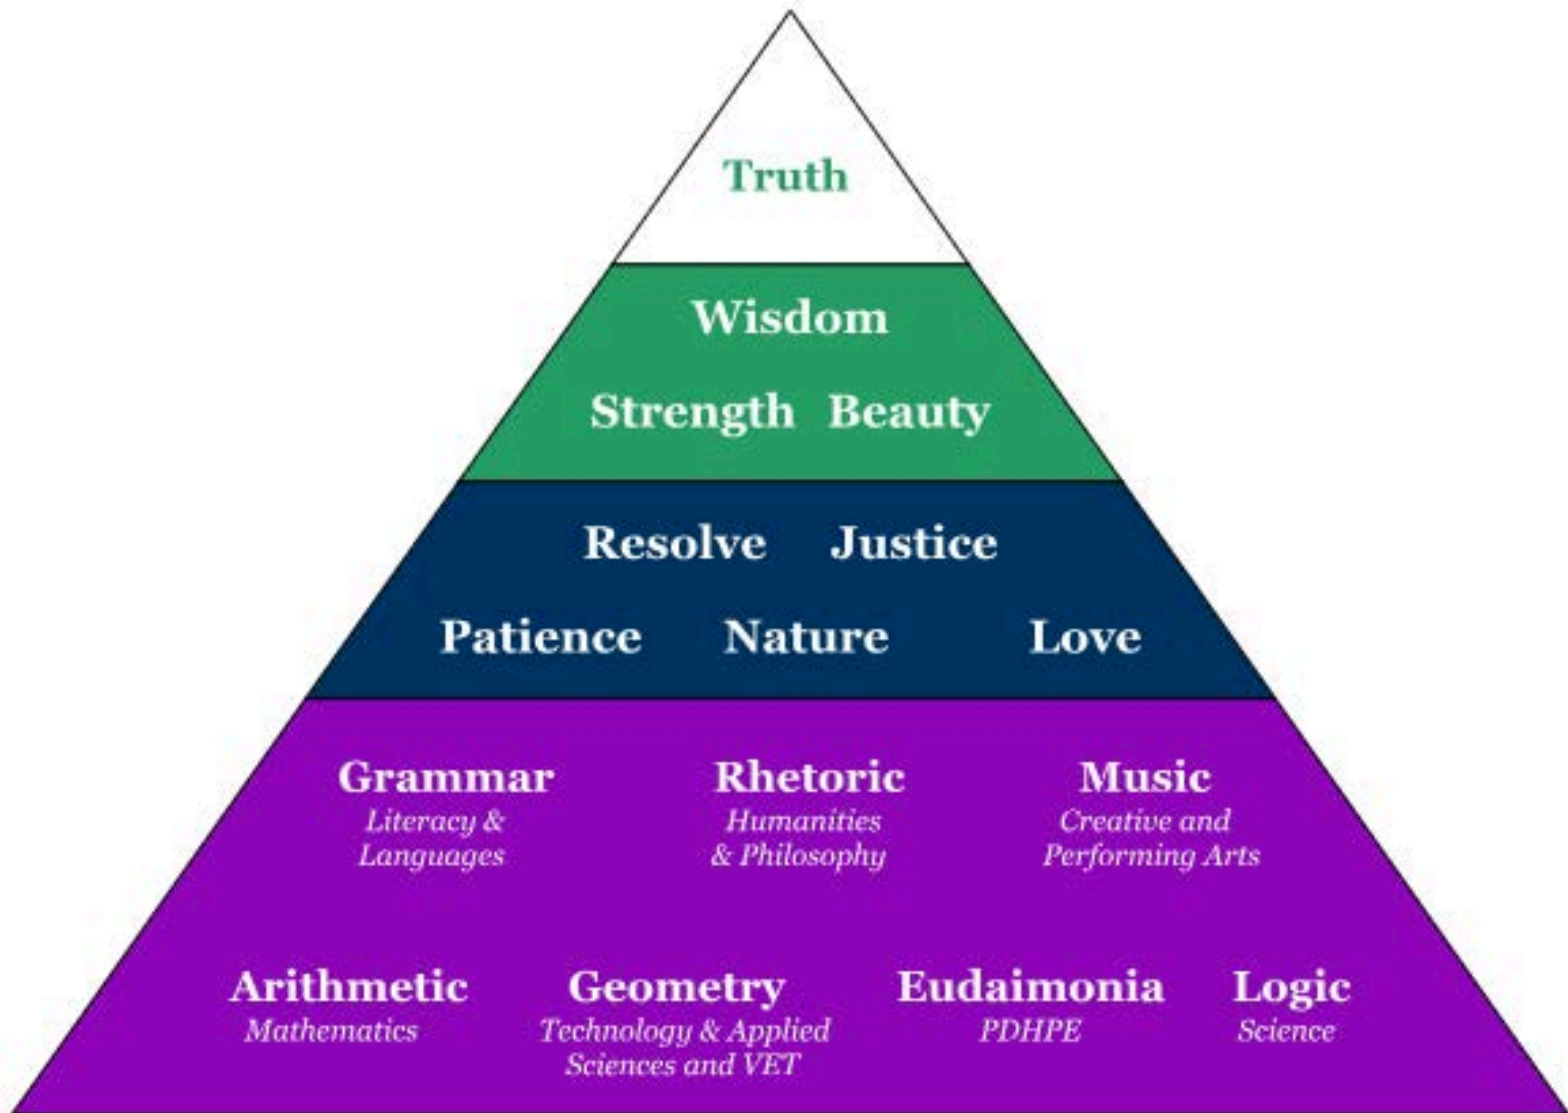 Truth
Wisdom
Strength Beauty
Resolve Justice
Patience Nature Love
Grammar Rhetoric Music
Literacy & Humanities Creative and
Languages & Philosophy Performing Arts
Arithmetic Geometry Eudaimonia Logic
Mathematics Technology & Applied PDHPE Science
Sciences and VET